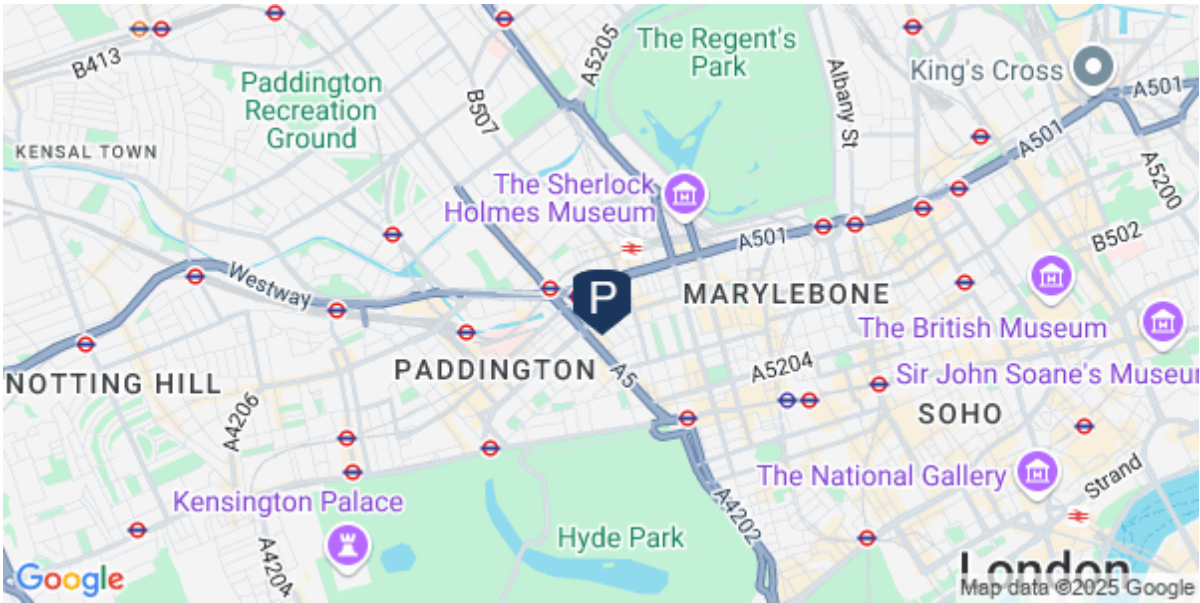 The Regent's
Park
A5205
King's Cross
B413
Paddington
Recreation
Ground
B507
Albany St
A501
A501
KENSAL TOWN
A5200
The Sherlock
Holmes Museum
A501
B502
Westway
P
MARYLEBONE
The British Museum
PADDINGTON
A5
A5204
Sir John Soane's Museu
NOTTING HILL
A4206
SOHO
The National Gallery
Strand
Kensington Palace
A4202
Hyde Park
A4204
London
Google
Map data ©2025 Google